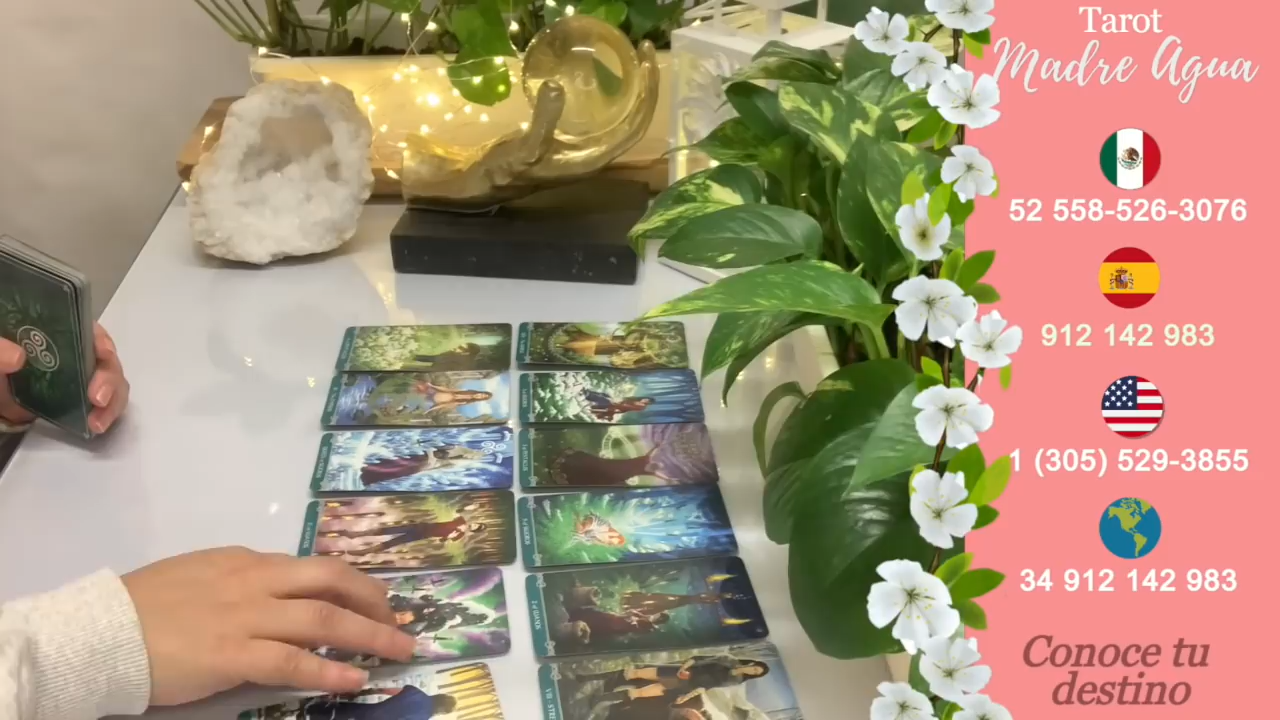 Tarot
Madre Agua
52 558-526-3076
912 142 983
1 (305) 529-3855
34 912 142 983
Conoce tu
destino